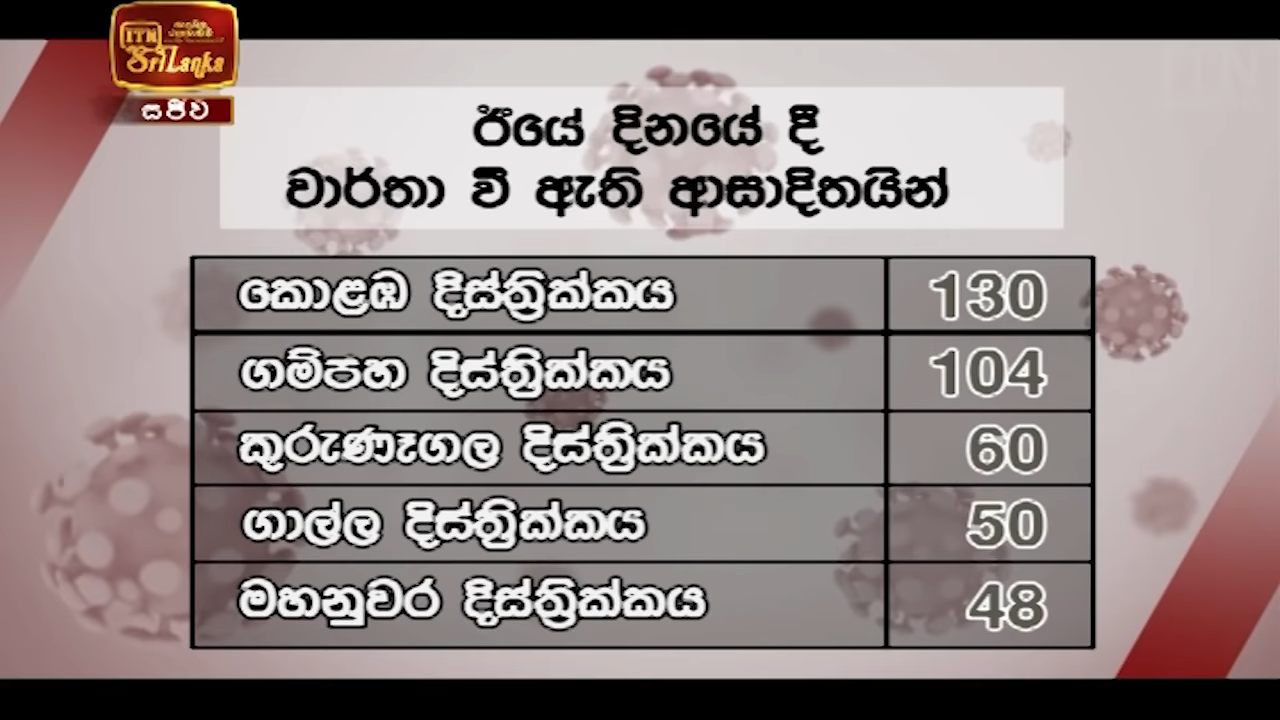 ITN
SriLanka
සජීව
ITN
ඊයේ දිනයේ දී
වාර්තා වී ඇති ආසාදිතයින්
කොළඹ දිස්ත්‍රික්කය 130
ගම්පහ දිස්ත්‍රික්කය 104
කුරුණෑගල දිස්ත්‍රික්කය 60
ගාල්ල දිස්ත්‍රික්කය 50
මහනුවර දිස්ත්‍රික්කය 48